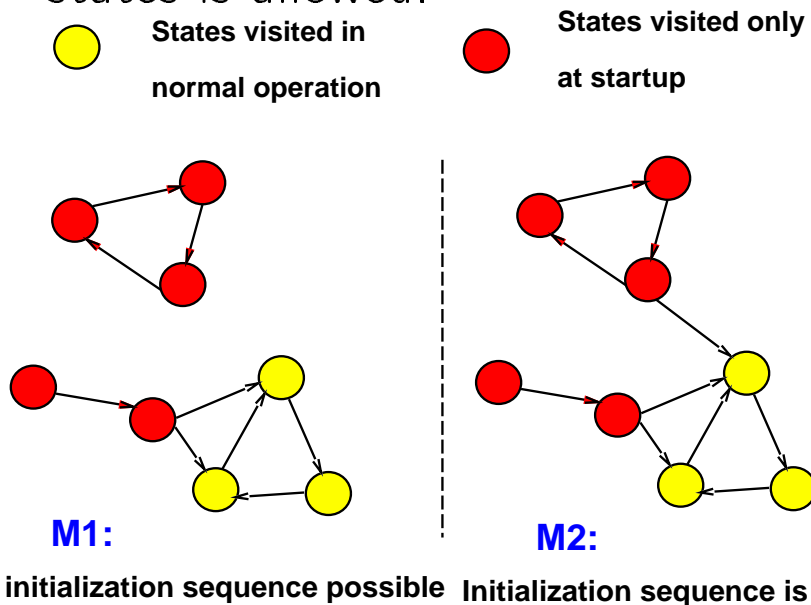 States visited in
normal operation
States visited only
at startup
M1:
M2:
initialization sequence possible
Initialization sequence is